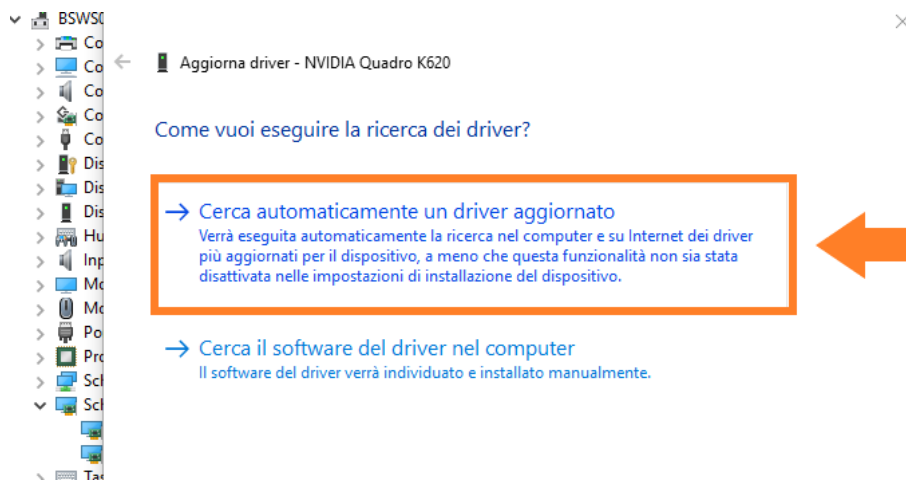 BSWS
Co
Co
Co
Co
Co
Dis
Dis
Dis
Hu
Inp
Mo
Mo
Po
Pro
Sch
Sch
Tas
Aggiorna driver - NVIDIA Quadro K620
Come vuoi eseguire la ricerca dei driver?
Cerca automaticamente un driver aggiornato
Verrà eseguita automaticamente la ricerca nel computer e su Internet dei driver
più aggiornati per il dispositivo, a meno che questa funzionalità non sia stata
disattivata nelle impostazioni di installazione del dispositivo.
Cerca il software del driver nel computer
Il software del driver verrà individuato e installato manualmente.